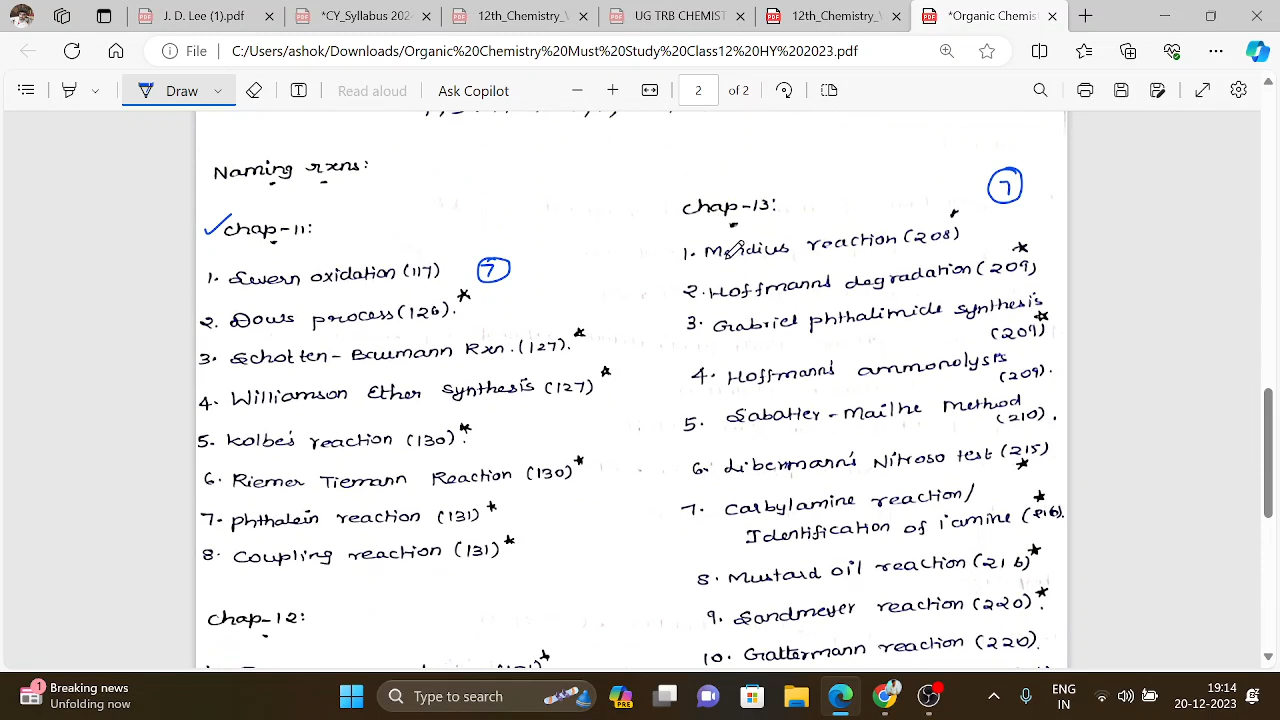 J. D. Lee (1).pdf
*CY_Syllabus 202
12th_Chemistry_\
UG TRB CHEMIST
12th_Chemistry_\
*Organic Chemis
File
C:/Users/ashok/Downloads/Organic%20Chemistry%20Must%20Study%20Class12%20HY%202023.pdf
Draw
Read aloud
Ask Copilot
2
of 2
Naming rxns:
chap-11:
1. Swern oxidation (117)
7
2. Dows process (126).*
3. Schotten-Baumann Rxn. (127).*
4. Williamson Ether synthesis (127)*
5. Kolbe's reaction (130).*
6. Riemer Tiemann Reaction (130)*
7. phthalein reaction (131)*
8. Coupling reaction (131)*
chap-12:
7
chap-13:
1. Mendius reaction (208)*
2. Hoffmann's degradation (209)*
3. Gabriel phthalimide synthesis
(209)*
4. Hoffmann's ammonolysis
(209).
5. Sabatier-Mailhe Method
(210).
6. Libermann's Nitroso test (215)
*
7. Carbylamine reaction/
Identification of 1°amine (216).*
8. Mustard oil reaction (216)*
9. Sandmeyer reaction (220).*
10. Gattermann reaction (220).
Breaking news
Unfolding now
1
Type to search
PRE
ENG
IN
19:14
20-12-2023